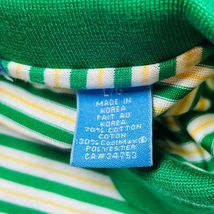 L/G
MADE IN
KOREA
FAIT AU
KOREA
70% COTTON
COTON
30% CoolMax®
POLYESTER
CA#34753